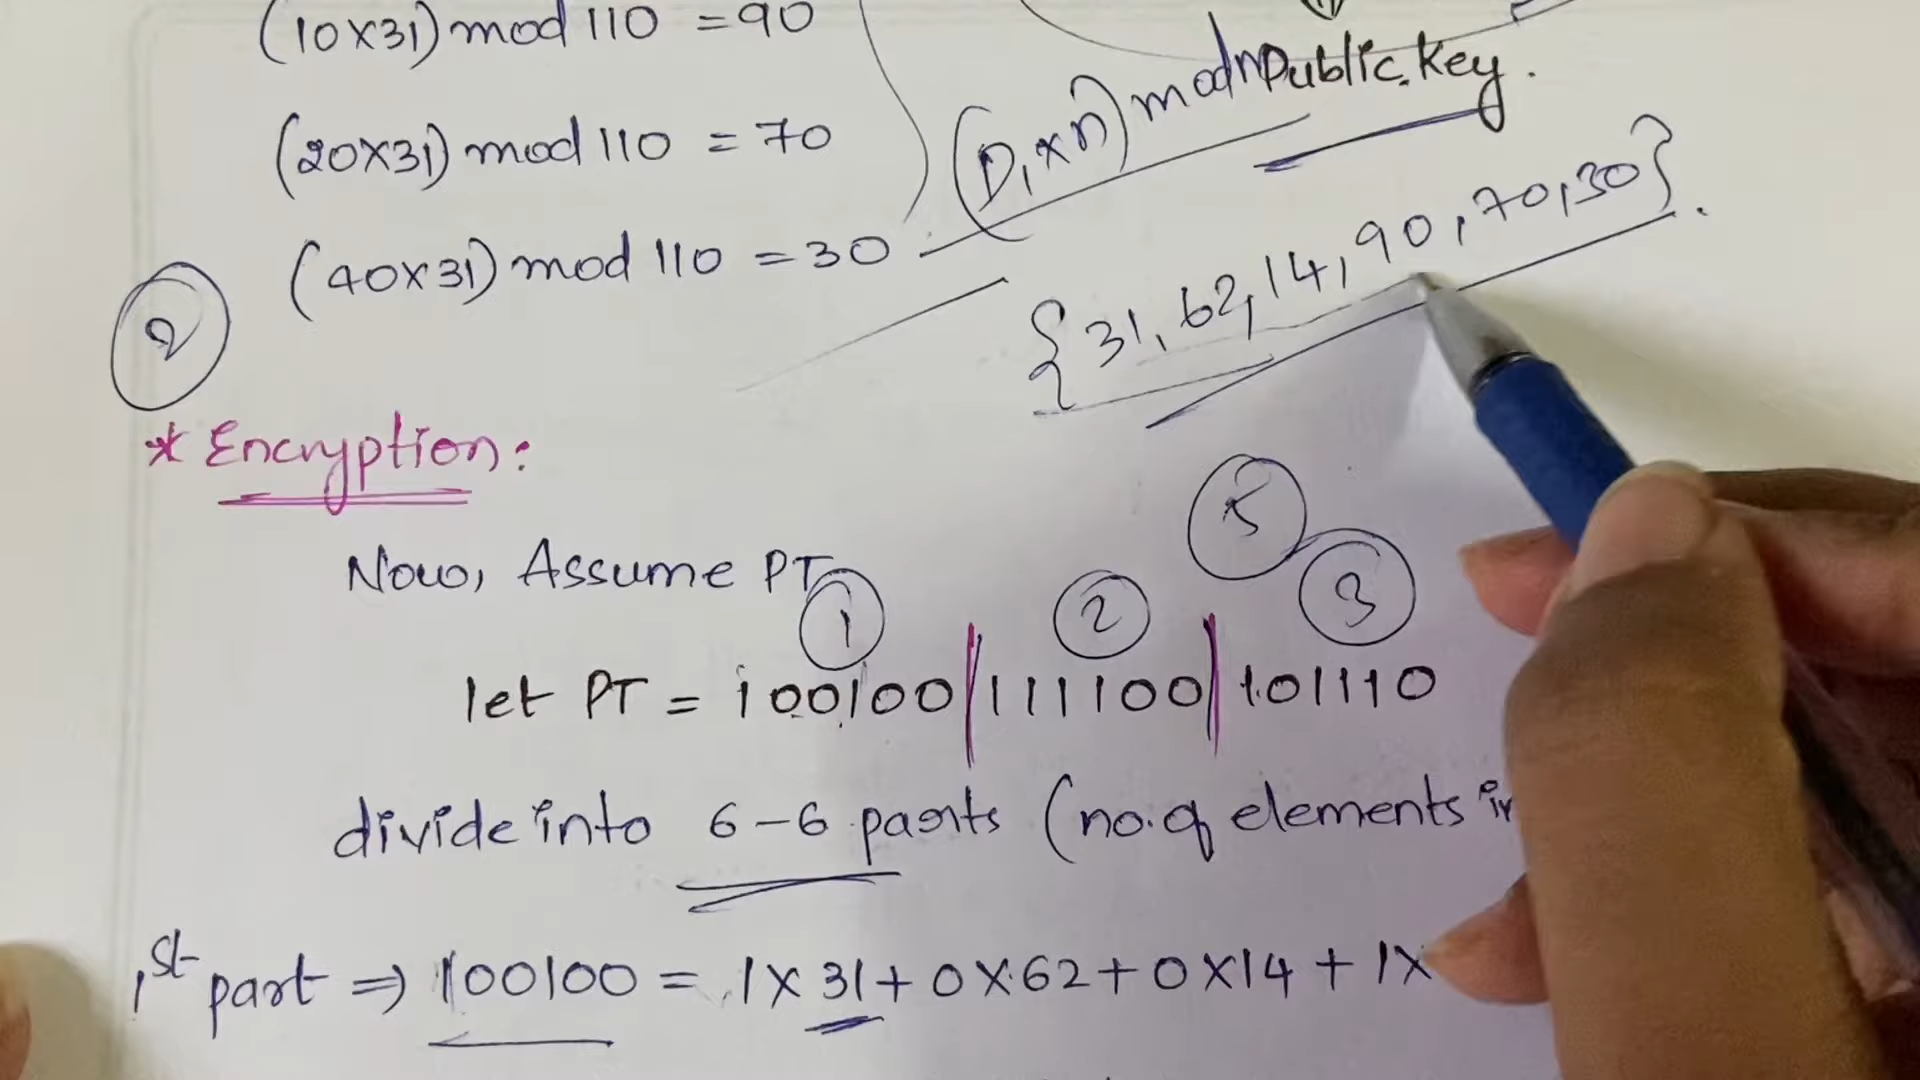 (10x31) mod 110 = 90
(20x31) mod 110 = 70
(40x31) mod 110 = 30
(D1 x n) mod n
Public key.
{31, 62, 14, 90, 70, 30}.
2
* Encryption:
Now, Assume PT
1 2 5 3
let PT = 100100 | 111100 | 101110
divide into 6-6 parts (no. of elements in
1st part => 100100 = 1x31 + 0x62 + 0x14 + 1x